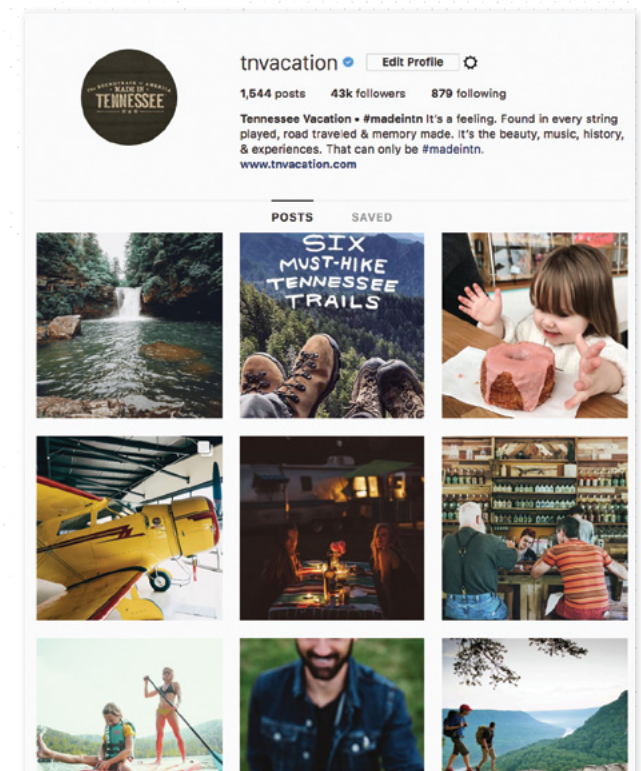 tnvacation Edit Profile
1,544 posts 43k followers 879 following
Tennessee Vacation • #madeintn It's a feeling. Found in every string
played, road traveled & memory made. It's the beauty, music, history,
& experiences. That can only be #madeintn.
www.tnvacation.com
The SOUNDTRACK of AMERICA
MADE IN
TENNESSEE
POSTS SAVED
SIX
MUST-HIKE
TENNESSEE
TRAILS